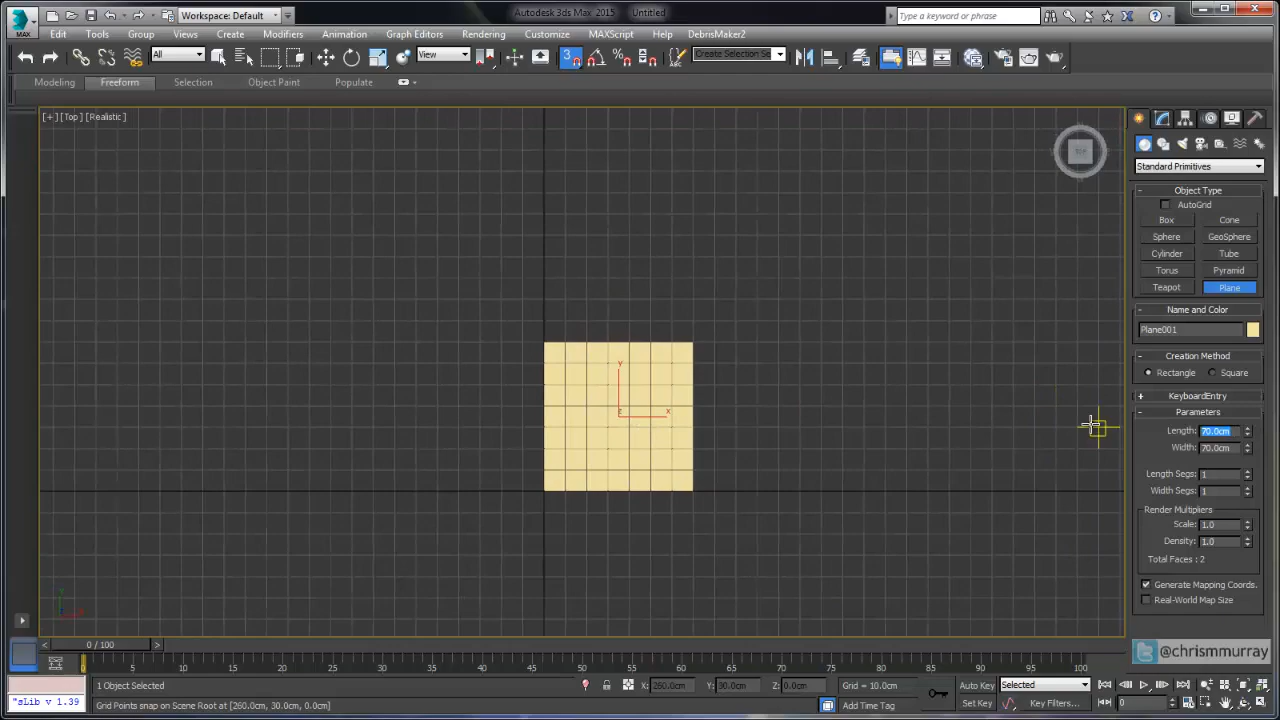 MAX
Workspace: Default
Autodesk 3ds Max 2015 Untitled
Type a keyword or phrase
Edit Tools Group Views Create Modifiers Animation Graph Editors Rendering Customize MAXScript Help DebrisMaker2
All
View
3
Create Selection Se
Modeling Freeform Selection Object Paint Populate
[+] [Top] [Realistic]
Standard Primitives
- Object Type
AutoGrid
Box Cone
Sphere GeoSphere
Cylinder Tube
Torus Pyramid
Teapot Plane
- Name and Color
Plane001
- Creation Method
Rectangle Square
+ KeyboardEntry
- Parameters
Length: 70.0cm
Width: 70.0cm
Length Segs: 1
Width Segs: 1
Render Multipliers
Scale: 1.0
Density: 1.0
Total Faces : 2
Generate Mapping Coords.
Real-World Map Size
Y
X
Z
@chrismmurray
< 0 / 100 >
0 5 10 15 20 25 30 35 40 45 50 55 60 65 70 75 80 85 90 95 100
1 Object Selected
X: 260.0cm Y: 30.0cm Z: 0.0cm
Grid = 10.0cm
Auto Key Selected
"sLib v 1.39
Grid Points snap on Scene Root at [260.0cm, 30.0cm, 0.0cm]
Add Time Tag
Set Key Key Filters...
0